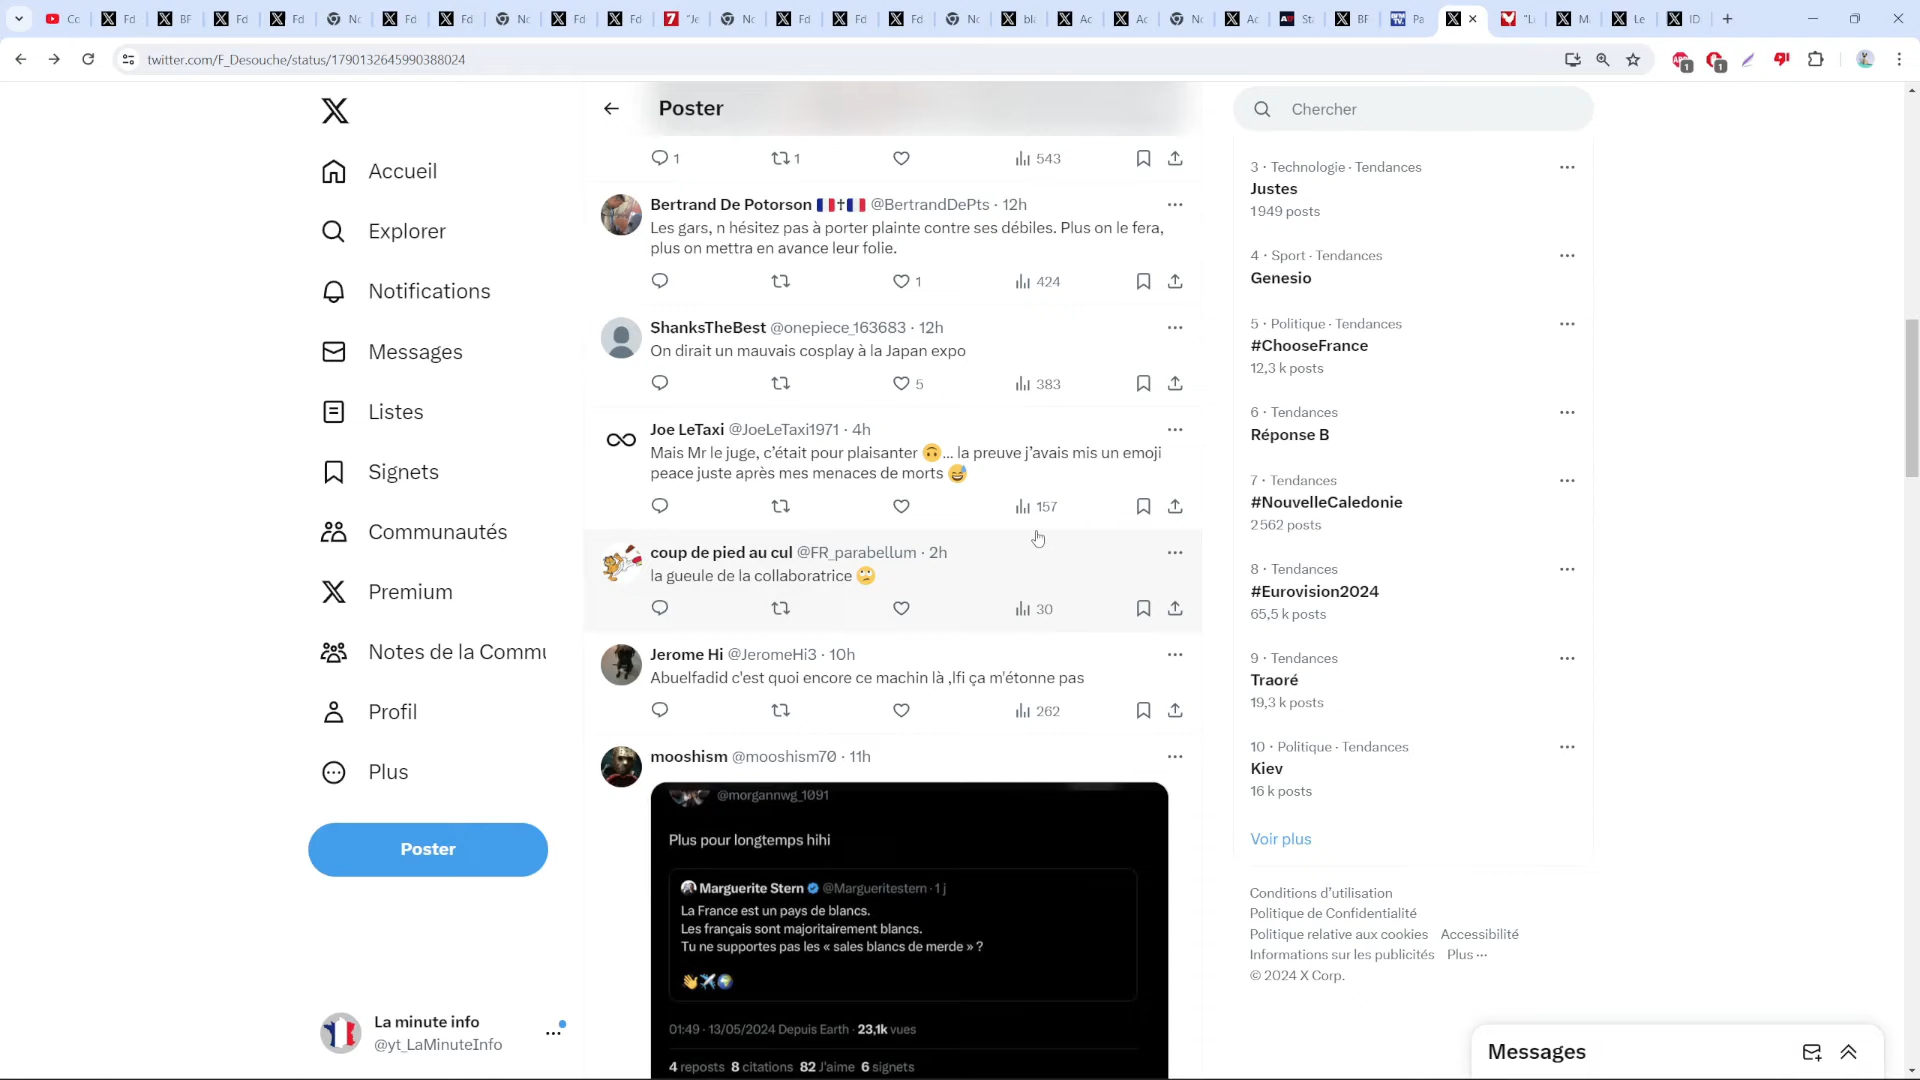 twitter.com/F_Desouche/status/1790132645990388024
Accueil
Explorer
Notifications
Messages
Listes
Signets
Communautés
Premium
Notes de la Commu
Profil
Plus
Poster
La minute info
@yt_LaMinuteInfo
Poster
1
1
543
Bertrand De Potorson @BertrandDePts · 12h
Les gars, n hésitez pas à porter plainte contre ses débiles. Plus on le fera,
plus on mettra en avance leur folie.
1
424
ShanksTheBest @onepiece_163683 · 12h
On dirait un mauvais cosplay à la Japan expo
5
383
Joe LeTaxi @JoeLeTaxi1971 · 4h
Mais Mr le juge, c’était pour plaisanter 🙃... la preuve j’avais mis un emoji
peace juste après mes menaces de morts 😅
157
coup de pied au cul @FR_parabellum · 2h
la gueule de la collaboratrice 🙄
30
Jerome Hi @JeromeHi3 · 10h
Abuelfadid c'est quoi encore ce machin là ,lfi ça m'étonne pas
262
mooshism @mooshism70 · 11h
@morgannwg_1091
Plus pour longtemps hihi
Marguerite Stern @Margueritestern · 1 j
La France est un pays de blancs.
Les français sont majoritairement blancs.
Tu ne supportes pas les « sales blancs de merde » ?
👋✈️🌍
01:49 · 13/05/2024 Depuis Earth · 23,1k vues
4 reposts 8 citations 82 J'aime 6 signets
Chercher
3 · Technologie · Tendances
Justes
1 949 posts
4 · Sport · Tendances
Genesio
5 · Politique · Tendances
#ChooseFrance
12,3 k posts
6 · Tendances
Réponse B
7 · Tendances
#NouvelleCaledonie
2 562 posts
8 · Tendances
#Eurovision2024
65,5 k posts
9 · Tendances
Traoré
19,3 k posts
10 · Politique · Tendances
Kiev
16 k posts
Voir plus
Conditions d’utilisation
Politique de Confidentialité
Politique relative aux cookies Accessibilité
Informations sur les publicités Plus ···
© 2024 X Corp.
Messages